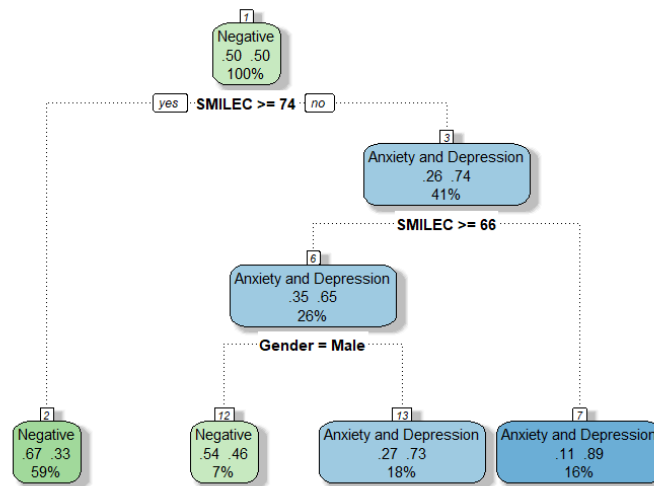 1
Negative
.50 .50
100%
yes SMILEC >= 74 no
3
Anxiety and Depression
.26 .74
41%
SMILEC >= 66
6
Anxiety and Depression
.35 .65
26%
Gender = Male
2
Negative
.67 .33
59%
12
Negative
.54 .46
7%
13
Anxiety and Depression
.27 .73
18%
7
Anxiety and Depression
.11 .89
16%